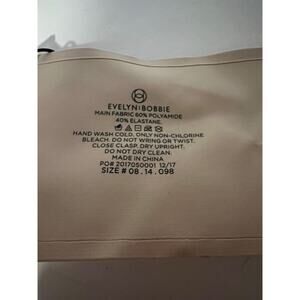 EVELYN|BOBBIE
MAIN FABRIC 60% POLYAMIDE
40% ELASTANE.
HAND WASH COLD. ONLY NON-CHLORINE
BLEACH. DO NOT WRING OR TWIST.
CLOSE CLASP. DRY UPRIGHT.
DO NOT DRY CLEAN.
MADE IN CHINA
PO# 2017050001 12/17
SIZE # 08.14.098